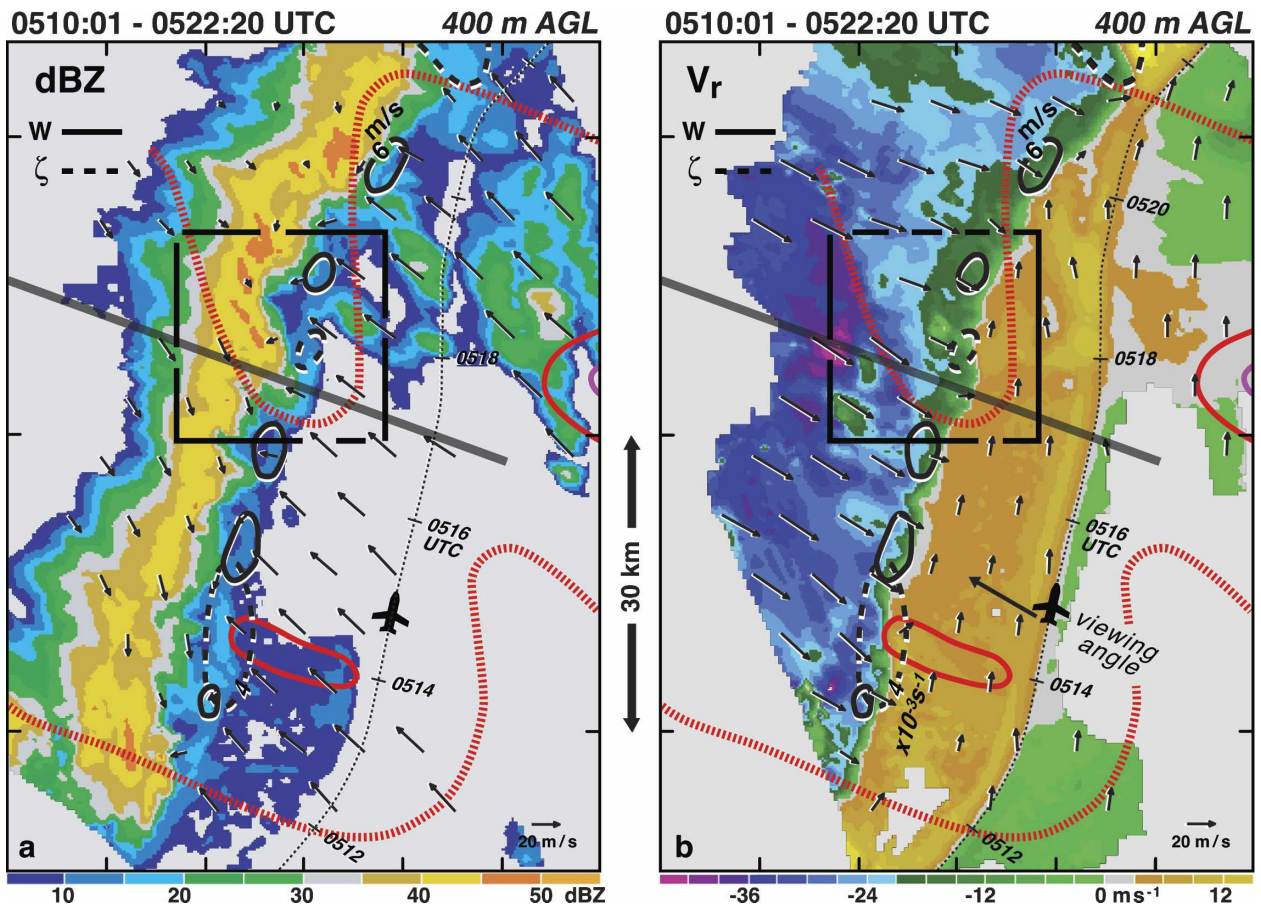 0510:01 - 0522:20 UTC
400 m AGL
dBZ
W
ζ
6 m/s
0518
0516
UTC
0514
4
0512
20 m/s
a
10 20 30 40 50 dBZ
30 km
0510:01 - 0522:20 UTC
400 m AGL
Vr
W
ζ
6 m/s
0520
0518
0516
UTC
viewing
angle
0514
4
x10-3s-1
0512
20 m/s
b
-36 -24 -12 0 ms-1 12